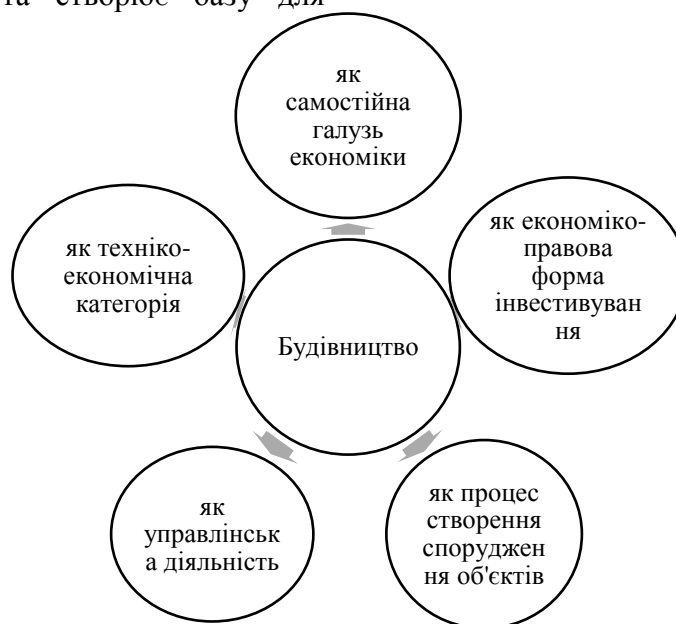 та створює базу для
як
самостійна
галузь
економіки
як економіко-
правова
форма
інвестивуван
ня
як техніко-
економічна
категорія
Будівництво
як
управлінськ
а діяльність
як процес
створення
споруджен
ня об'єктів